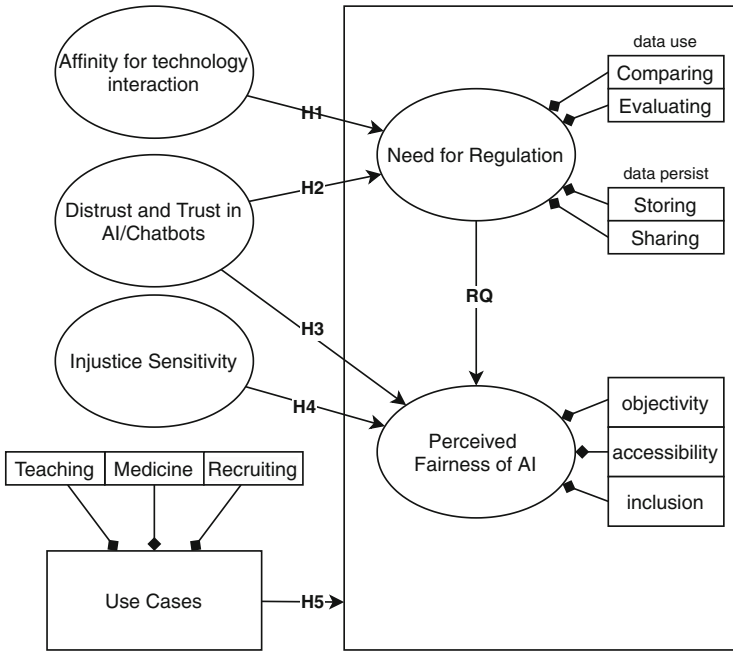 Affinity for technology
interaction
H1
Distrust and Trust in
AI/Chatbots
H2
H3
Injustice Sensitivity
H4
Teaching
Medicine
Recruiting
Use Cases
H5
Need for Regulation
data use
Comparing
Evaluating
data persist
Storing
Sharing
RQ
Perceived
Fairness of AI
objectivity
accessibility
inclusion